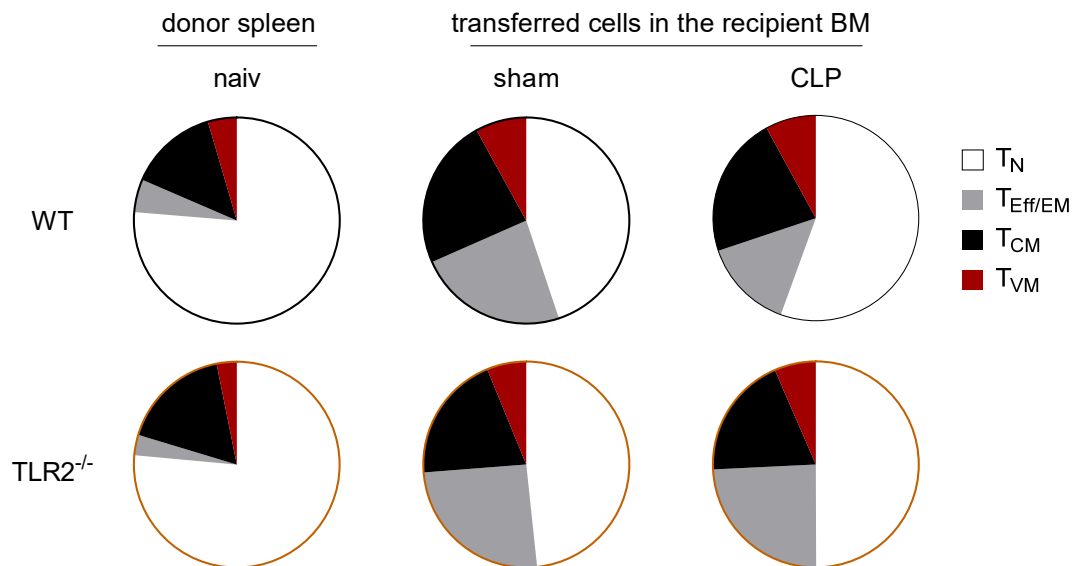 donor spleen
transferred cells in the recipient BM
naiv
sham
CLP
WT
TLR2-/-
TN
TEff/EM
TCM
TVM